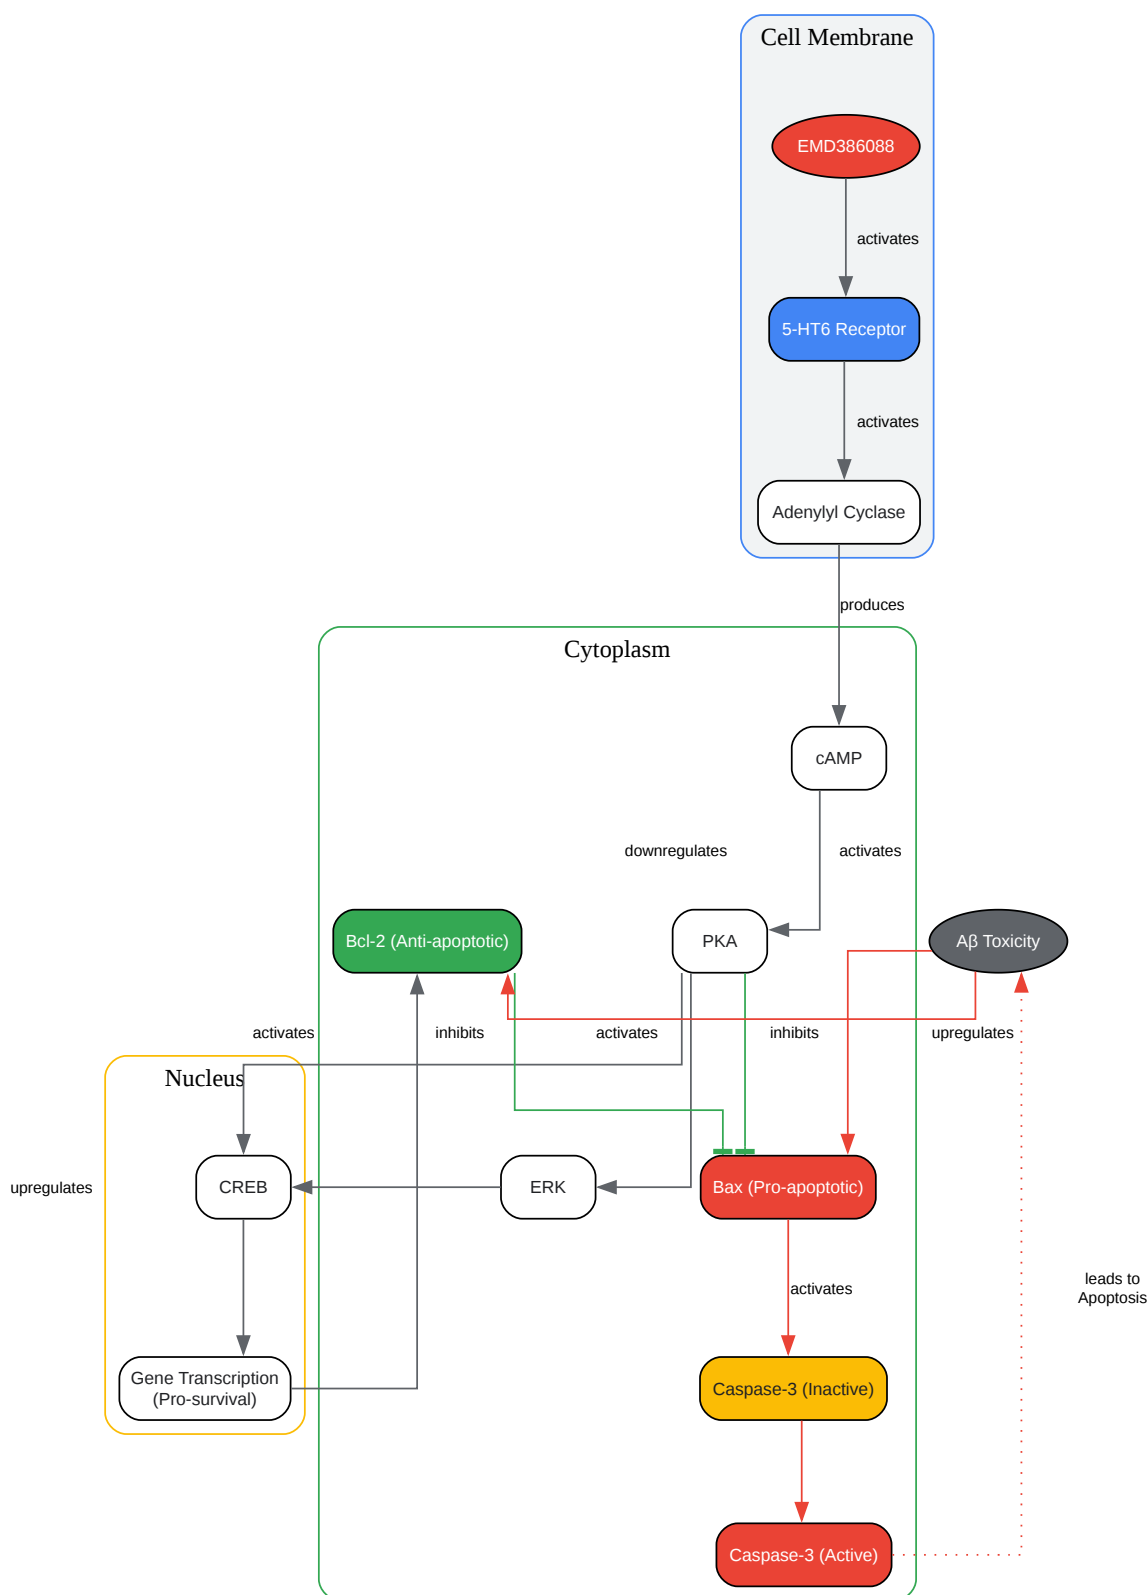 Cell Membrane
EMD386088
activates
5-HT6 Receptor
activates
Adenylyl Cyclase
produces
Cytoplasm
cAMP
downregulates
activates
Bcl-2 (Anti-apoptotic)
PKA
Aβ Toxicity
activates
inhibits
activates
inhibits
upregulates
Nucleus
CREB
ERK
Bax (Pro-apoptotic)
upregulates
leads to
Apoptosis
activates
Gene Transcription
(Pro-survival)
Caspase-3 (Inactive)
Caspase-3 (Active)